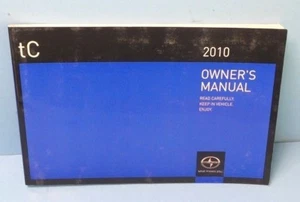 tC
2010
OWNER'S
MANUAL
READ CAREFULLY.
KEEP IN VEHICLE.
ENJOY.